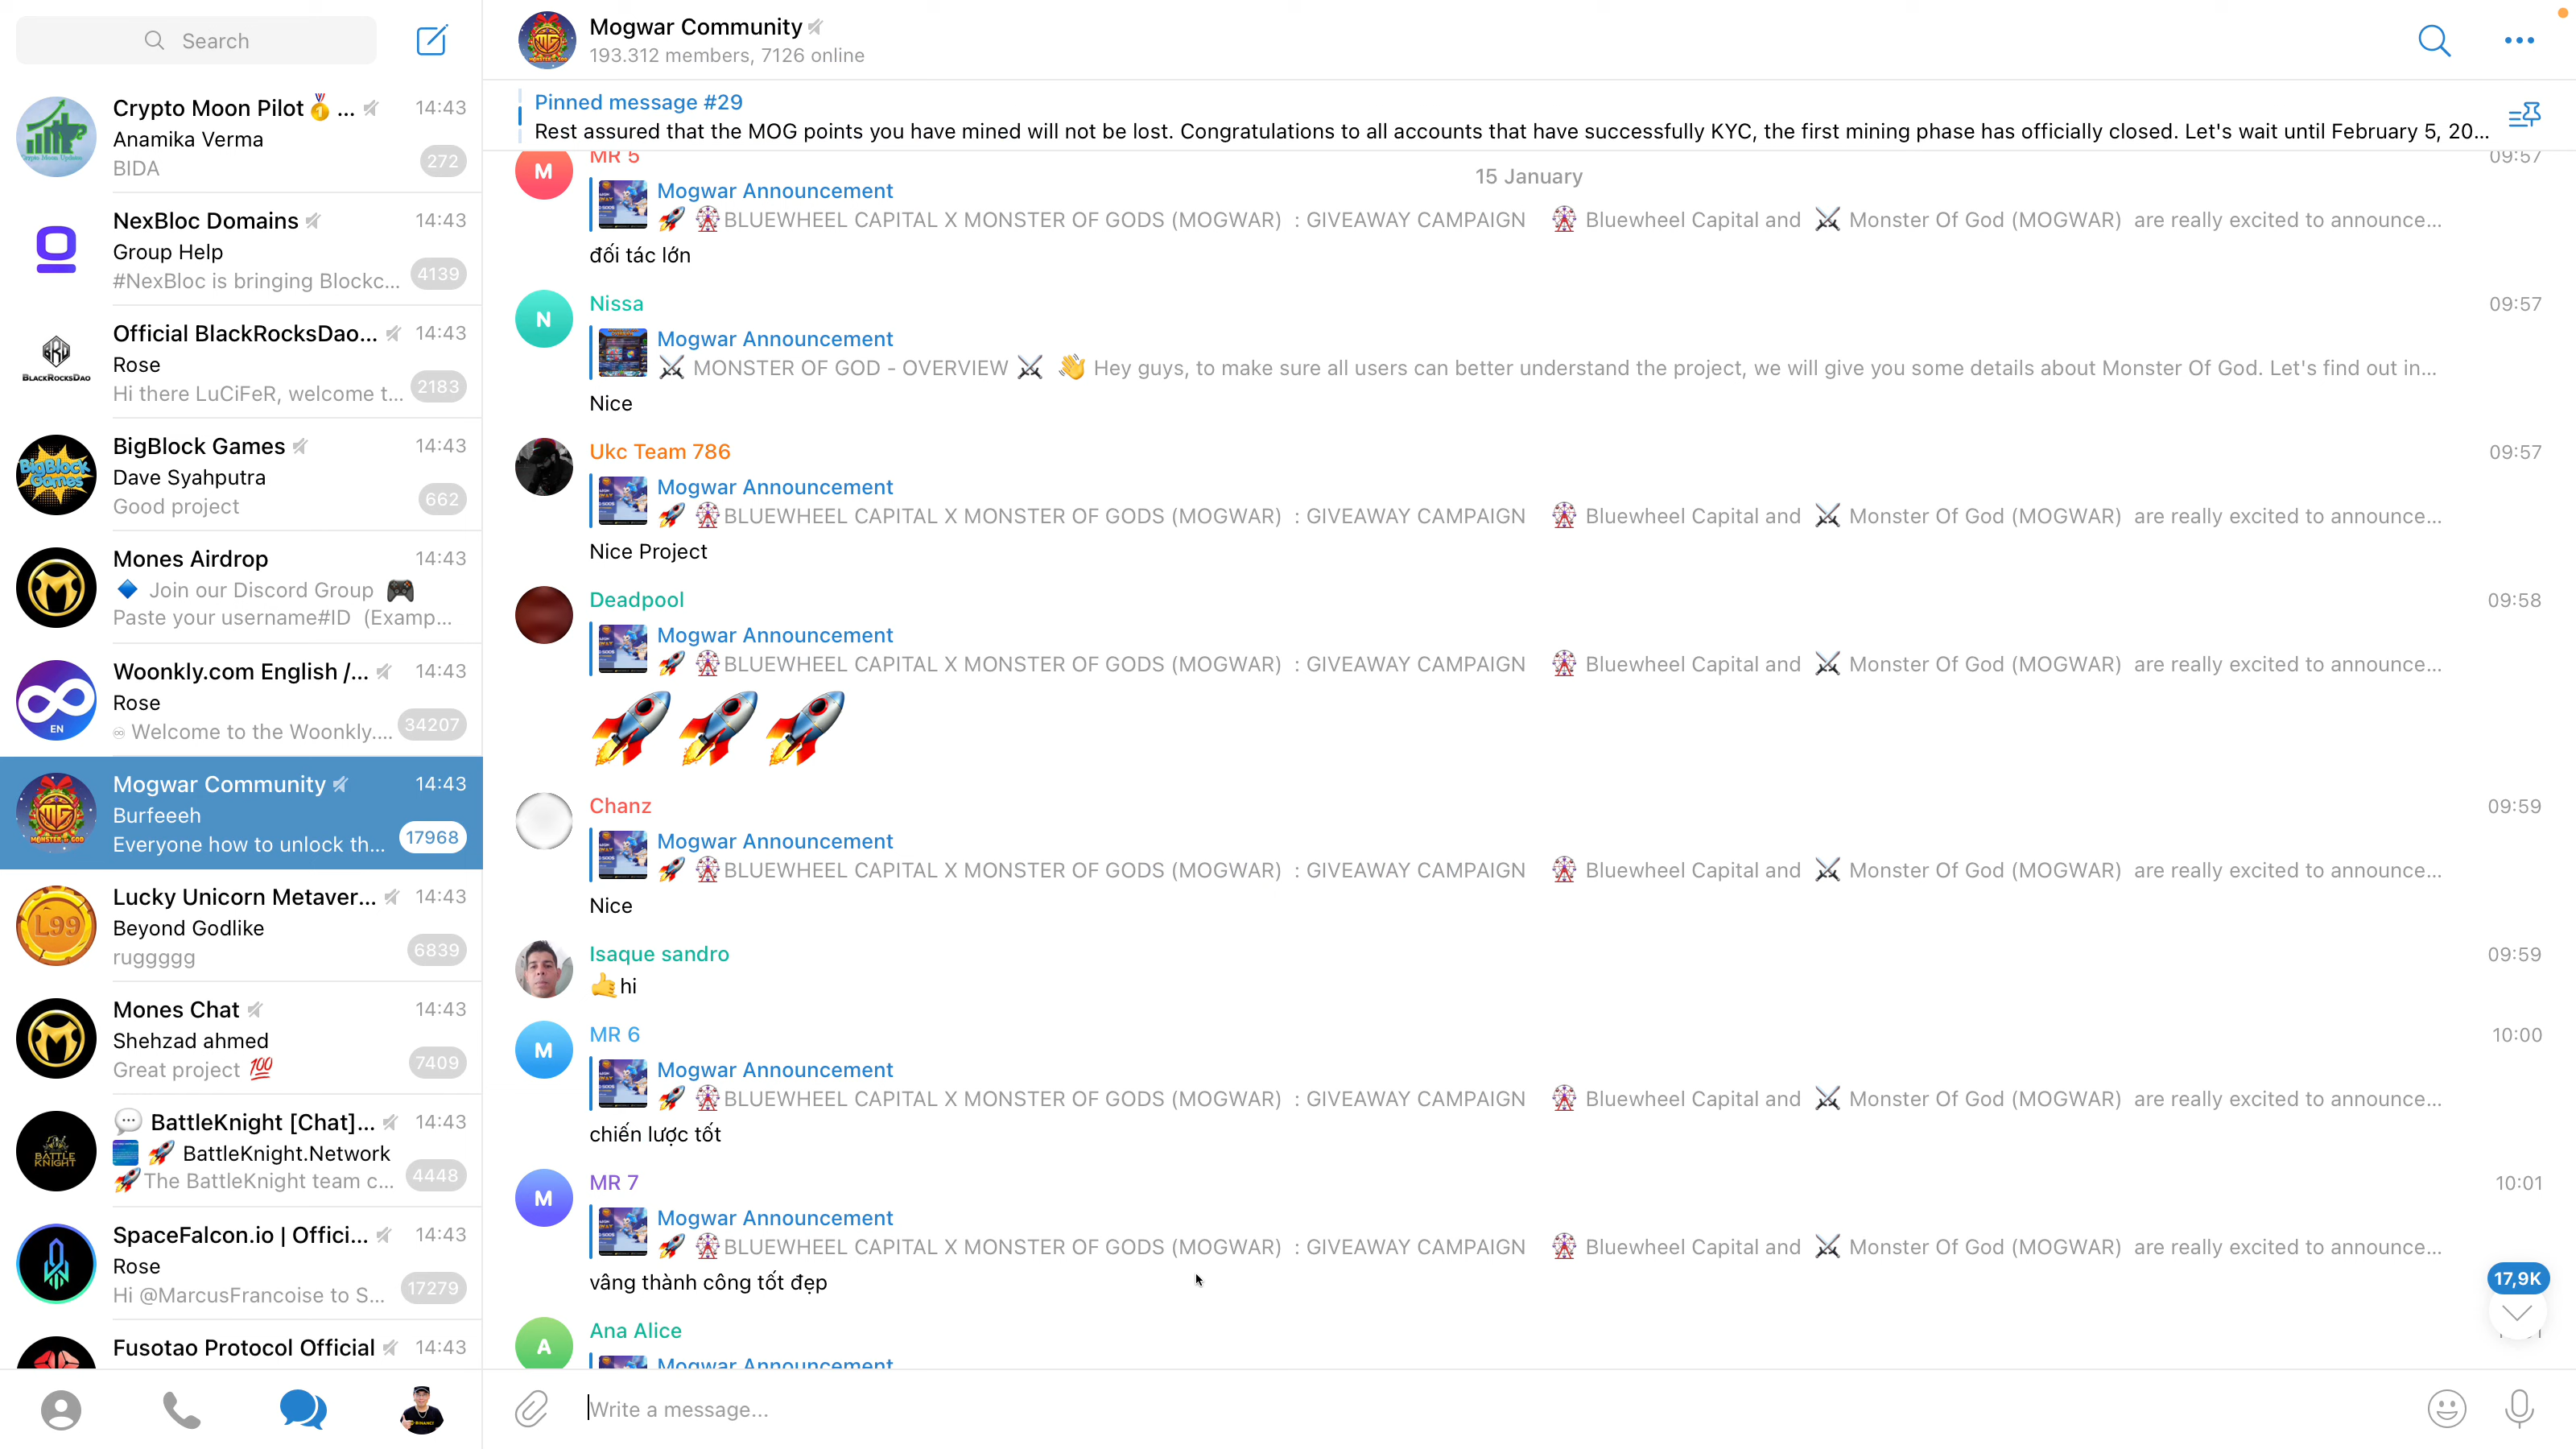 Search
Crypto Moon Pilot🥇 ... 14:43
Anamika Verma
BIDA 272
NexBloc Domains 14:43
Group Help
#NexBloc is bringing Blockc... 4139
BLACKROCKSDAO
Official BlackRocksDao... 14:43
Rose
Hi there LuCiFeR, welcome t... 2183
BigBlock Games
BigBlock Games 14:43
Dave Syahputra
Good project 662
Mones Airdrop 14:43
🔷 Join our Discord Group 🎮
Paste your username#ID (Examp...
EN
Woonkly.com English /... 14:43
Rose
♾ Welcome to the Woonkly.... 34207
Mogwar Community 14:43
Burfeeeh
Everyone how to unlock th... 17968
L99
Lucky Unicorn Metaver... 14:43
Beyond Godlike
ruggggg 6839
Mones Chat 14:43
Shehzad ahmed
Great project 💯 7409
BATTLE KNIGHT
💬 BattleKnight [Chat]... 14:43
🚀 BattleKnight.Network
🚀The BattleKnight team c... 4448
SpaceFalcon.io | Offici... 14:43
Rose
Hi @MarcusFrancoise to S... 17279
Fusotao Protocol Official 14:43
Mogwar Community
193.312 members, 7126 online
Pinned message #29
Rest assured that the MOG points you have mined will not be lost. Congratulations to all accounts that have successfully KYC, the first mining phase has officially closed. Let's wait until February 5, 20...
15 January
M MR 5 09:57
Mogwar Announcement
🚀 🎡BLUEWHEEL CAPITAL X MONSTER OF GODS (MOGWAR) : GIVEAWAY CAMPAIGN 🎡 Bluewheel Capital and ⚔️ Monster Of God (MOGWAR) are really excited to announce...
đối tác lớn
N Nissa 09:57
Mogwar Announcement
⚔️ MONSTER OF GOD - OVERVIEW ⚔️ 👋 Hey guys, to make sure all users can better understand the project, we will give you some details about Monster Of God. Let's find out in...
Nice
Ukc Team 786 09:57
Mogwar Announcement
🚀 🎡BLUEWHEEL CAPITAL X MONSTER OF GODS (MOGWAR) : GIVEAWAY CAMPAIGN 🎡 Bluewheel Capital and ⚔️ Monster Of God (MOGWAR) are really excited to announce...
Nice Project
Deadpool 09:58
Mogwar Announcement
🚀 🎡BLUEWHEEL CAPITAL X MONSTER OF GODS (MOGWAR) : GIVEAWAY CAMPAIGN 🎡 Bluewheel Capital and ⚔️ Monster Of God (MOGWAR) are really excited to announce...
🚀🚀🚀
Chanz 09:59
Mogwar Announcement
🚀 🎡BLUEWHEEL CAPITAL X MONSTER OF GODS (MOGWAR) : GIVEAWAY CAMPAIGN 🎡 Bluewheel Capital and ⚔️ Monster Of God (MOGWAR) are really excited to announce...
Nice
Isaque sandro 09:59
🤙hi
M MR 6 10:00
Mogwar Announcement
🚀 🎡BLUEWHEEL CAPITAL X MONSTER OF GODS (MOGWAR) : GIVEAWAY CAMPAIGN 🎡 Bluewheel Capital and ⚔️ Monster Of God (MOGWAR) are really excited to announce...
chiến lược tốt
M MR 7 10:01
Mogwar Announcement
🚀 🎡BLUEWHEEL CAPITAL X MONSTER OF GODS (MOGWAR) : GIVEAWAY CAMPAIGN 🎡 Bluewheel Capital and ⚔️ Monster Of God (MOGWAR) are really excited to announce...
vâng thành công tốt đẹp
17,9K
A Ana Alice
Mogwar Announcement
Write a message...